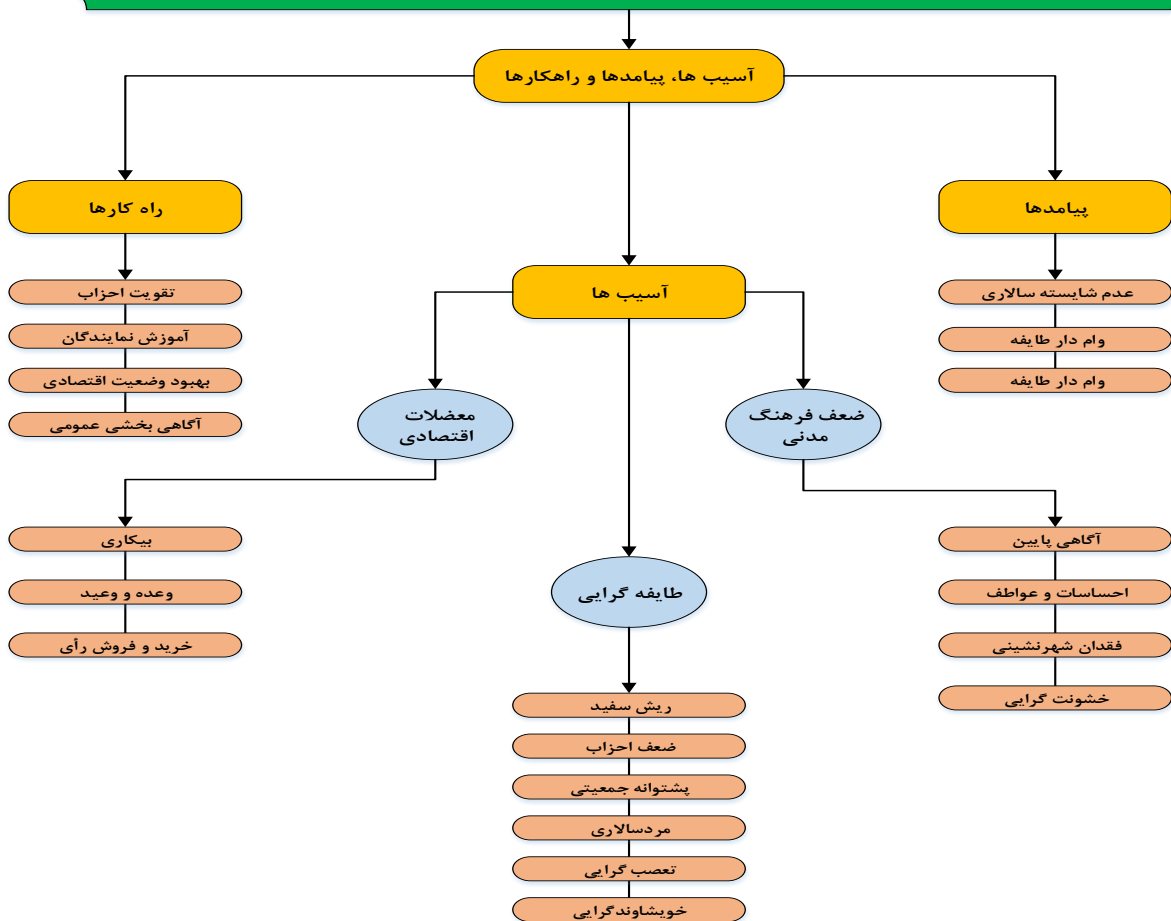 آسیب ها، پیامدها و راهکارها
پیامدها
عدم شایسته سالاری
وام دار طایفه
وام دار طایفه
راه کارها
تقویت احزاب
آموزش نمایندگان
بهبود وضعیت اقتصادی
آگاهی بخشی عمومی
آسیب ها
ضعف فرهنگ
مدنی
آگاهی پایین
احساسات و عواطف
فقدان شهرنشینی
خشونت گرایی
طایفه گرایی
ریش سفید
ضعف احزاب
پشتوانه جمعیتی
مردسالاری
تعصب گرایی
خویشاوندگرایی
معضلات
اقتصادی
بیکاری
وعده و وعید
خرید و فروش رأی